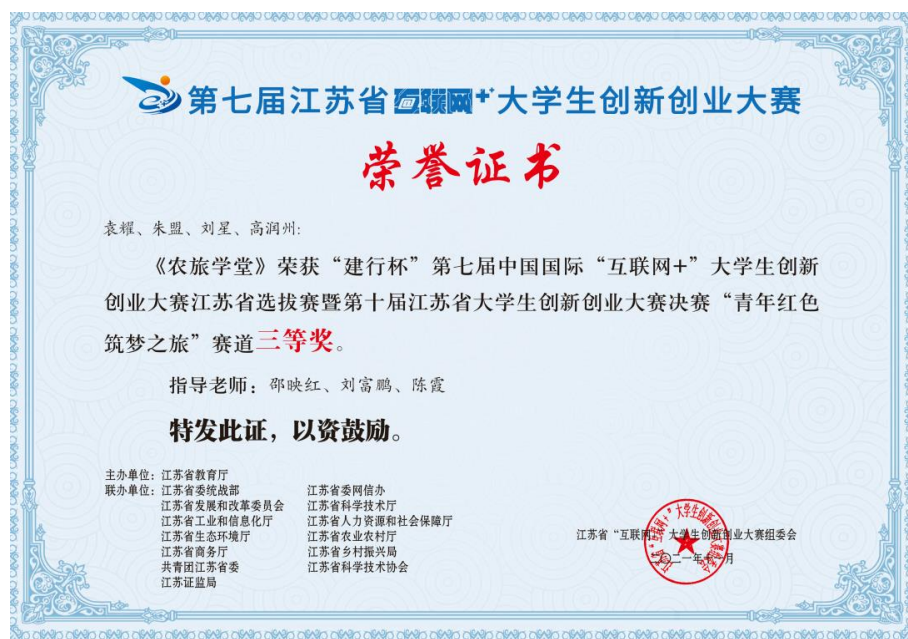 第七届江苏省互联网+大学生创新创业大赛
荣誉证书
袁耀、朱盟、刘星、高润州:
《农旅学堂》荣获“建行杯”第七届中国国际“互联网+”大学生创新
创业大赛江苏省选拔赛暨第十届江苏省大学生创新创业大赛决赛“青年红色
筑梦之旅”赛道三等奖。
指导老师：邵映红、刘富鹏、陈霞
特发此证，以资鼓励。
主办单位：江苏省教育厅
联办单位：江苏省委统战部 江苏省委网信办
江苏省发展和改革委员会 江苏省科学技术厅
江苏省工业和信息化厅 江苏省人力资源和社会保障厅
江苏省生态环境厅 江苏省农业农村厅
江苏省商务厅 江苏省乡村振兴局
共青团江苏省委 江苏省科学技术协会
江苏证监局
江苏省“互联网+”大学生创新创业大赛组委会
二〇二一年 月